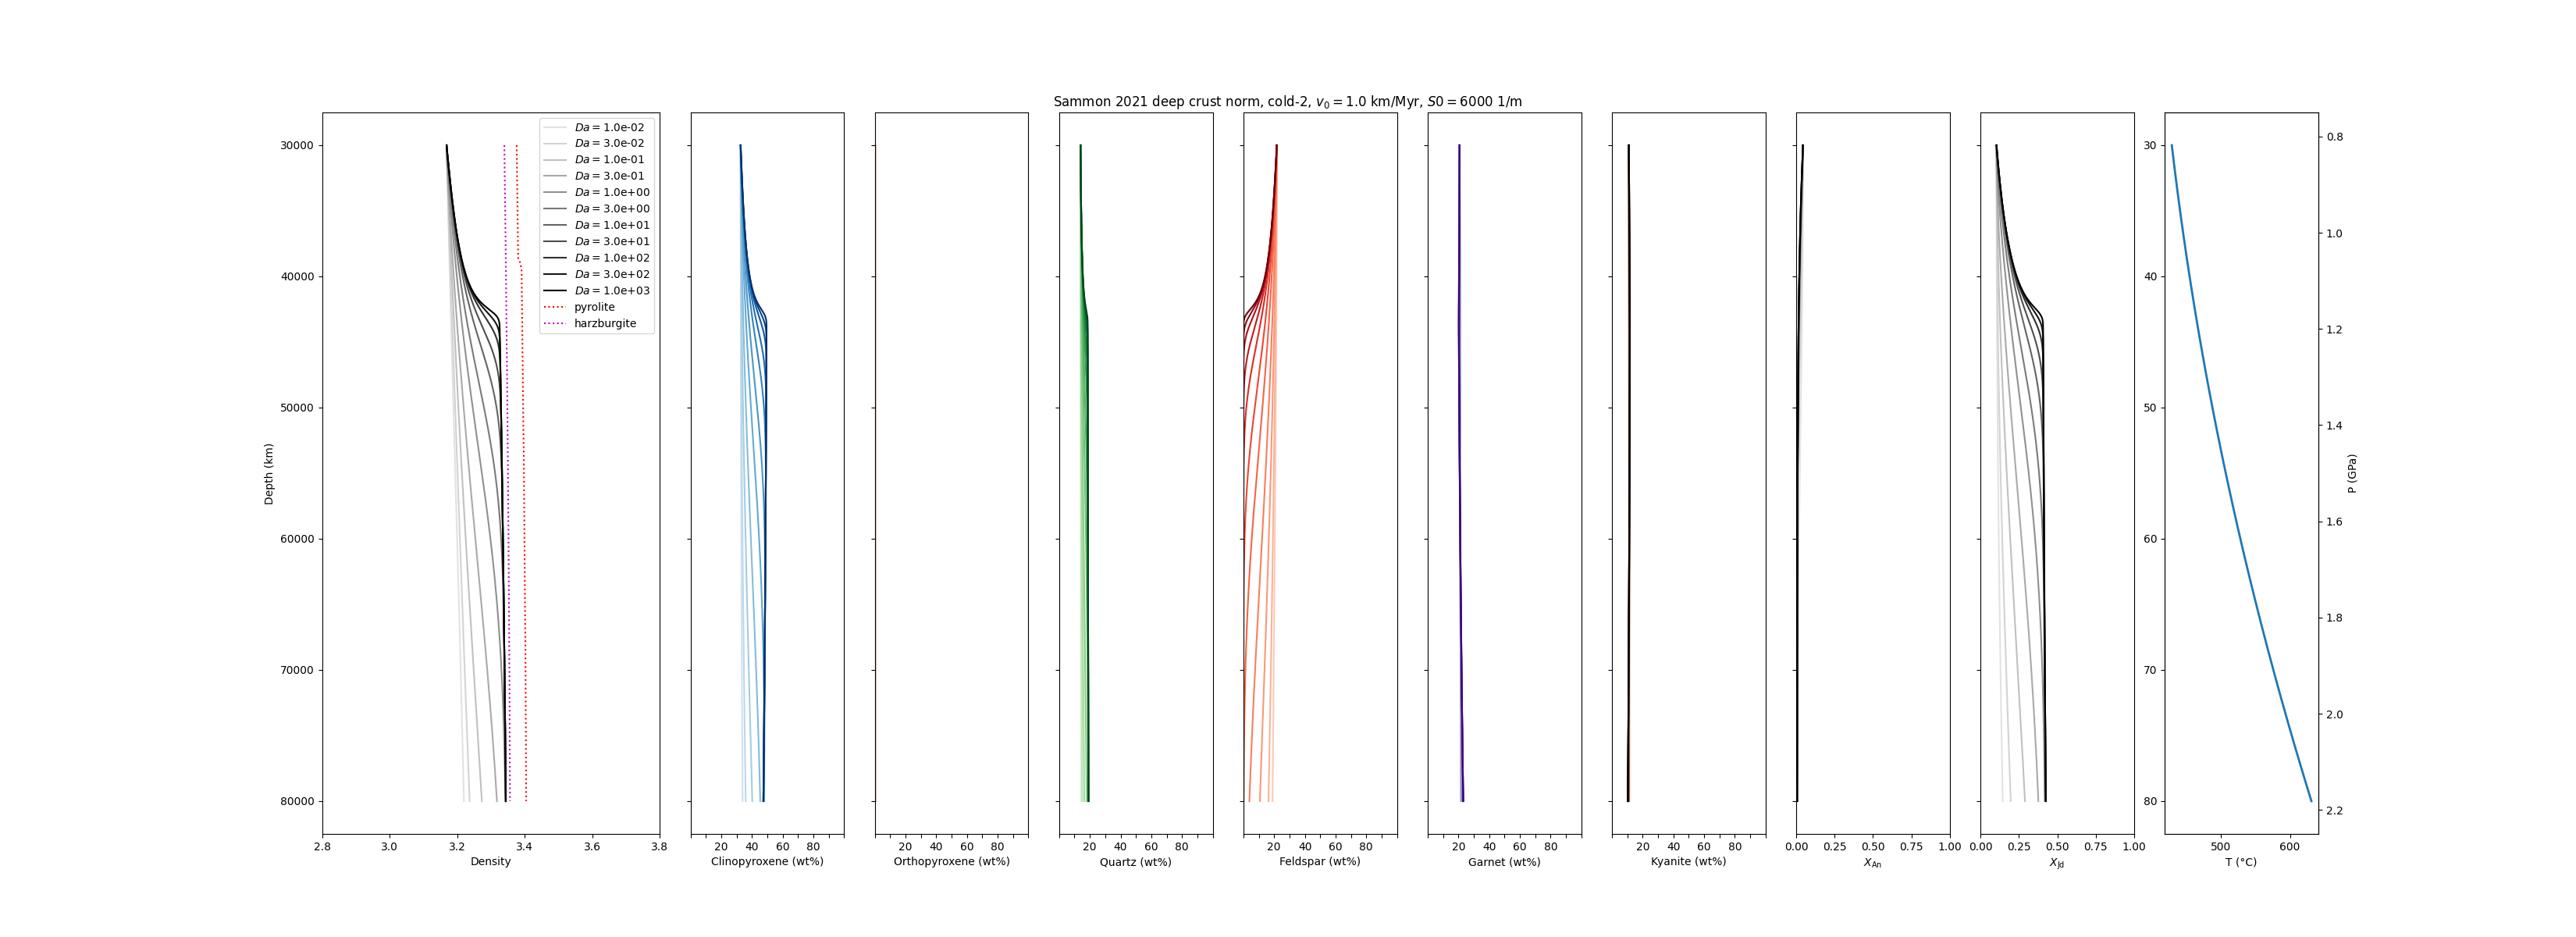 Sammon 2021 deep crust norm, cold-2, v₀ = 1.0 km/Myr, S0 = 6000 1/m
Da = 1.0e-02
Da = 3.0e-02
Da = 1.0e-01
Da = 3.0e-01
Da = 1.0e+00
Da = 3.0e+00
Da = 1.0e+01
Da = 3.0e+01
Da = 1.0e+02
Da = 3.0e+02
Da = 1.0e+03
pyrolite
harzburgite
Depth (km)
30000
40000
50000
60000
70000
80000
2.8 3.0 3.2 3.4 3.6 3.8
Density
20 40 60 80
Clinopyroxene (wt%)
20 40 60 80
Orthopyroxene (wt%)
20 40 60 80
Quartz (wt%)
20 40 60 80
Feldspar (wt%)
20 40 60 80
Garnet (wt%)
20 40 60 80
Kyanite (wt%)
0.00 0.25 0.50 0.75 1.00
X_An
0.00 0.25 0.50 0.75 1.00
X_Jd
30
40
50
60
70
80
500 600
T (°C)
0.8
1.0
1.2
1.4
1.6
1.8
2.0
2.2
P (GPa)